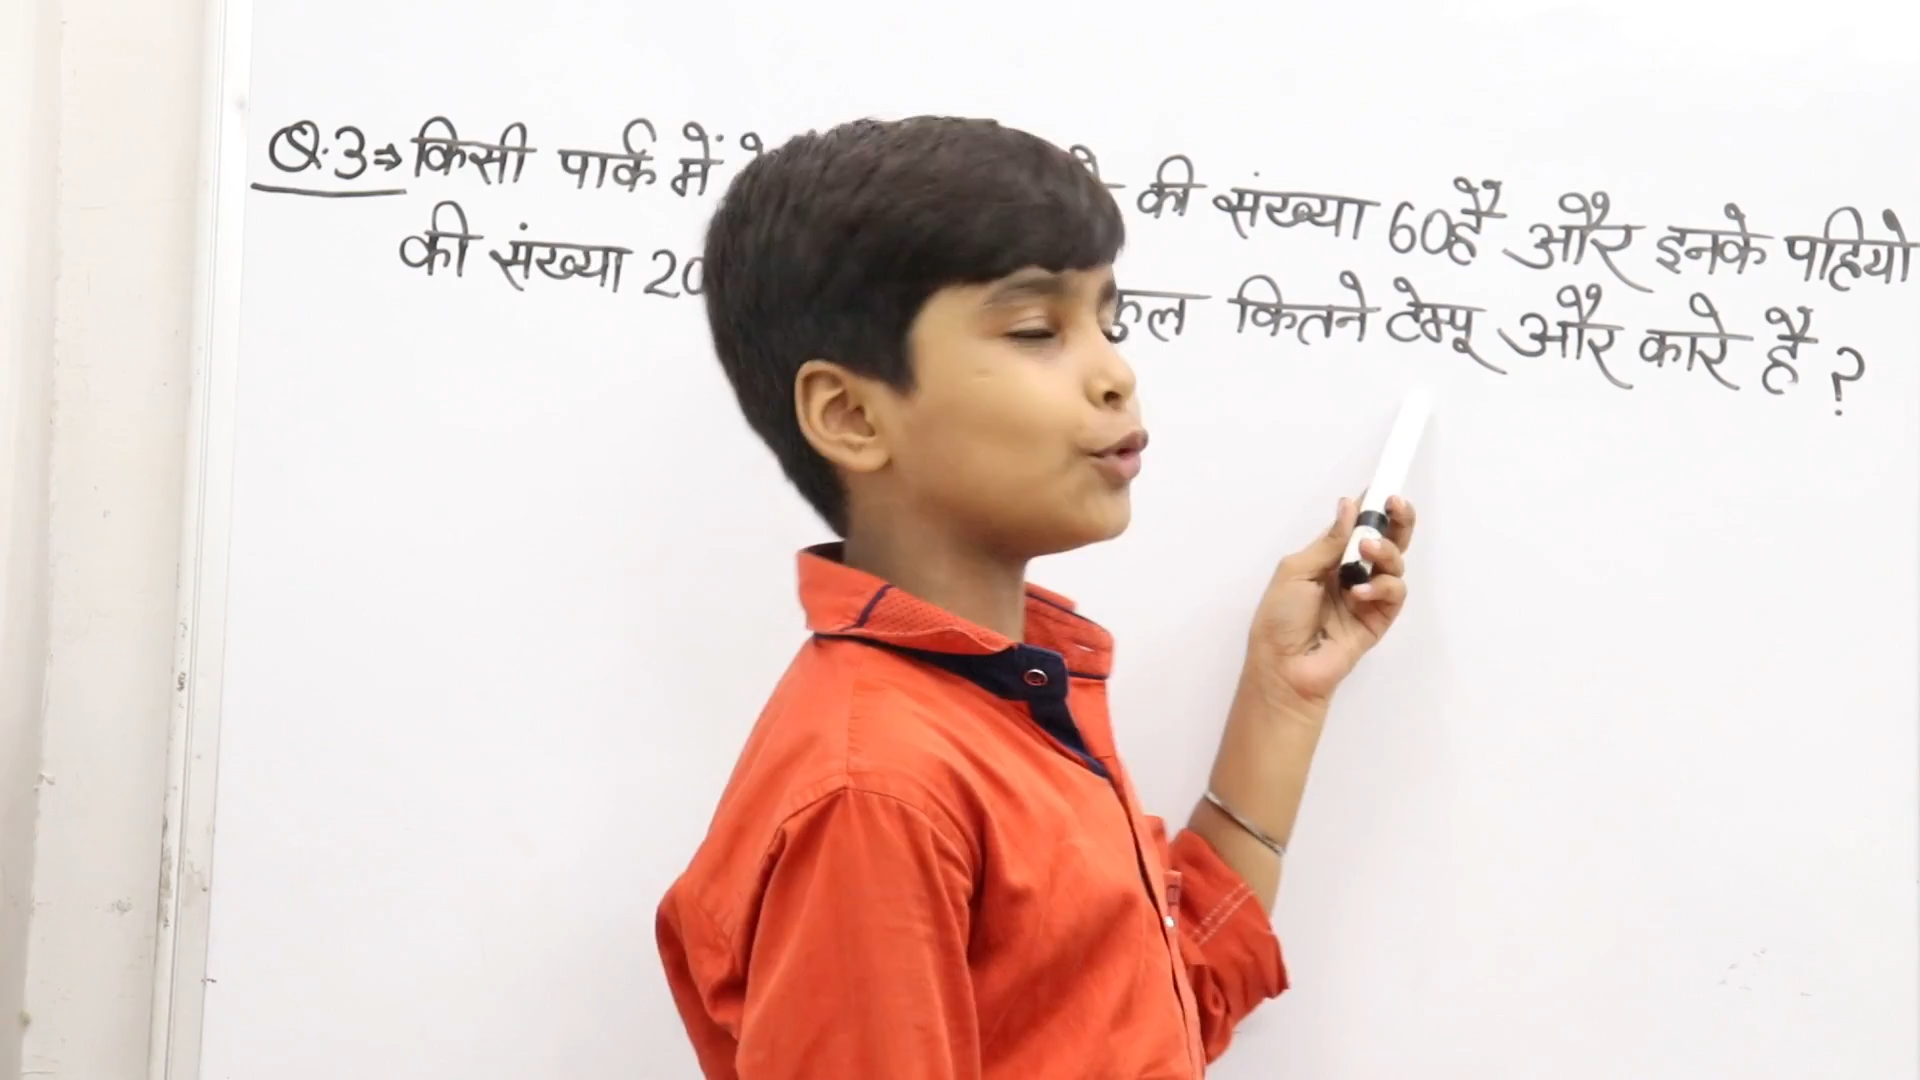 Q.3⇒ किसी पार्क में की संख्या 60 है और इनके पहियो
की संख्या 20 कुल कितने टेम्पू और कारे है ?